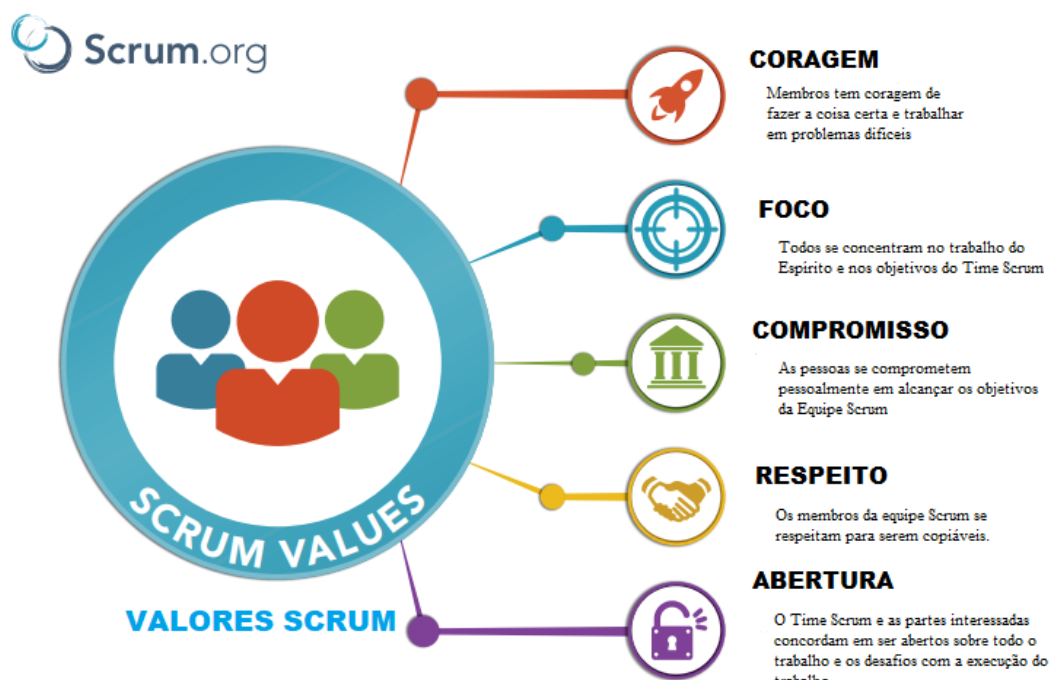 Scrum.org
CORAGEM
Membros tem coragem de
fazer a coisa certa e trabalhar
em problemas dificeis
FOCO
Todos se concentram no trabalho do
Espirito e nos objetivos do Time Scrum
COMPROMISSO
As pessoas se comprometem
pessoalmente em alcançar os objetivos
da Equipe Scrum
RESPEITO
Os membros da equipe Scrum se
respeitam para serem copiáveis.
ABERTURA
O Time Scrum e as partes interessadas
concordam em ser abertos sobre todo o
trabalho e os desafios com a execução do
trabalho
SCRUM VALUES
VALORES SCRUM